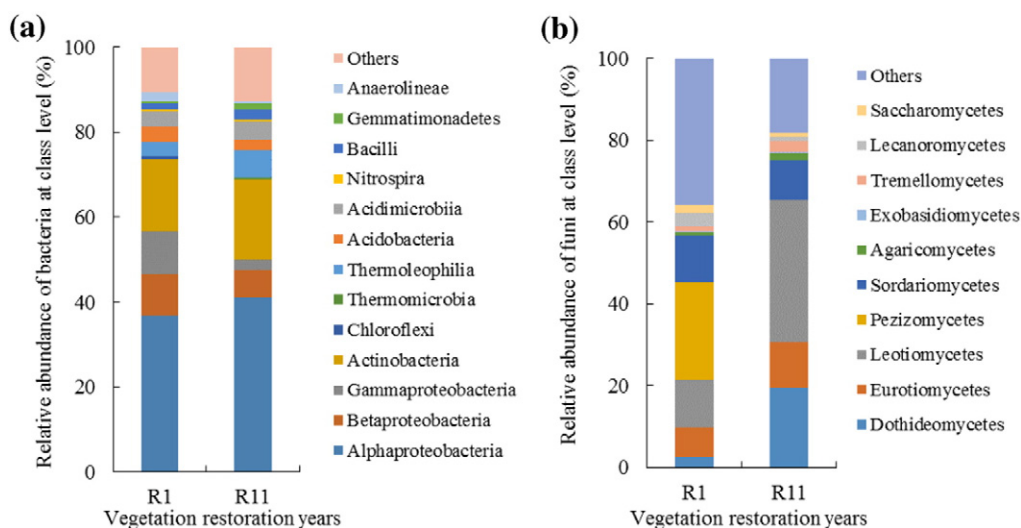 (a)
Relative abundance of bacteria at class level (%)
100
80
60
40
20
0
R1 R11
Vegetation restoration years
Others
Anaerolineae
Gemmatimonadetes
Bacilli
Nitrospira
Acidimicrobiia
Acidobacteria
Thermoleophilia
Thermomicrobia
Chloroflexi
Actinobacteria
Gammaproteobacteria
Betaproteobacteria
Alphaproteobacteria
(b)
Relative abundance of funi at class level (%)
100
80
60
40
20
0
R1 R11
Vegetation restoration years
Others
Saccharomycetes
Lecanoromycetes
Tremellomycetes
Exobasidiomycetes
Agaricomycetes
Sordariomycetes
Pezizomycetes
Leotiomycetes
Eurotiomycetes
Dothideomycetes